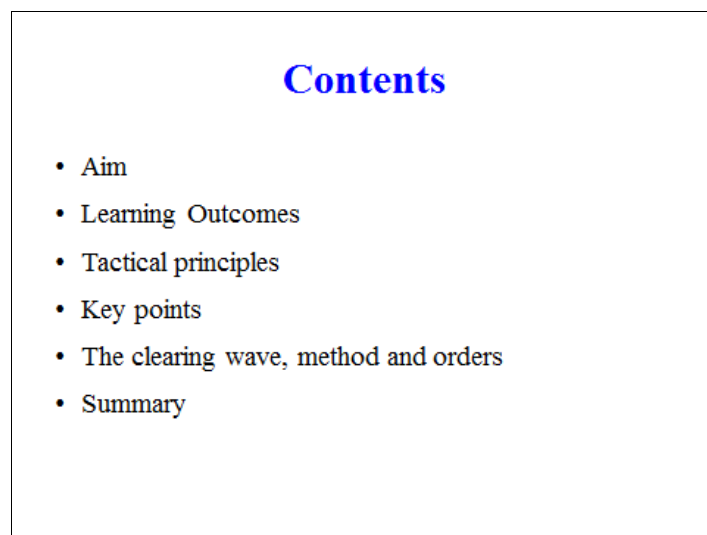 Contents
• Aim
• Learning Outcomes
• Tactical principles
• Key points
• The clearing wave, method and orders
• Summary